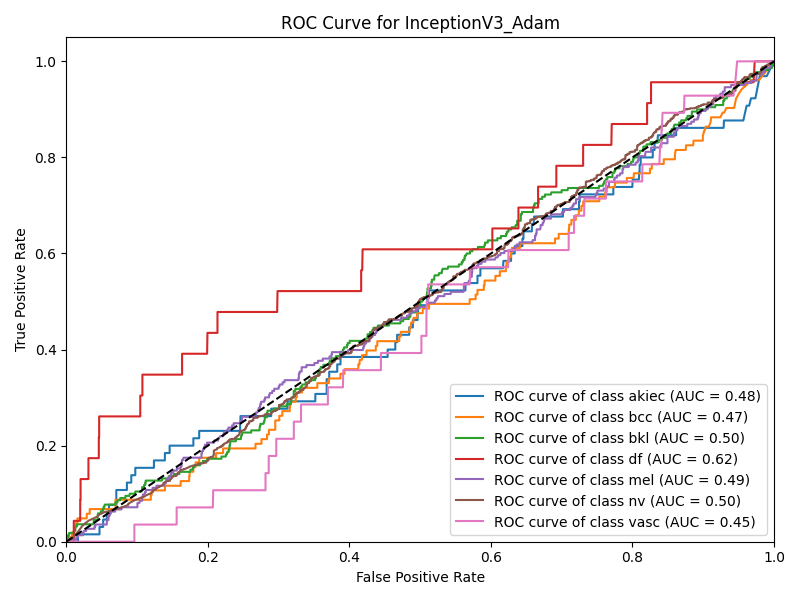 ROC Curve for InceptionV3_Adam
True Positive Rate
1.0
0.8
0.6
0.4
0.2
0.0
ROC curve of class akiec (AUC = 0.48)
ROC curve of class bcc (AUC = 0.47)
ROC curve of class bkl (AUC = 0.50)
ROC curve of class df (AUC = 0.62)
ROC curve of class mel (AUC = 0.49)
ROC curve of class nv (AUC = 0.50)
ROC curve of class vasc (AUC = 0.45)
0.0 0.2 0.4 0.6 0.8 1.0
False Positive Rate